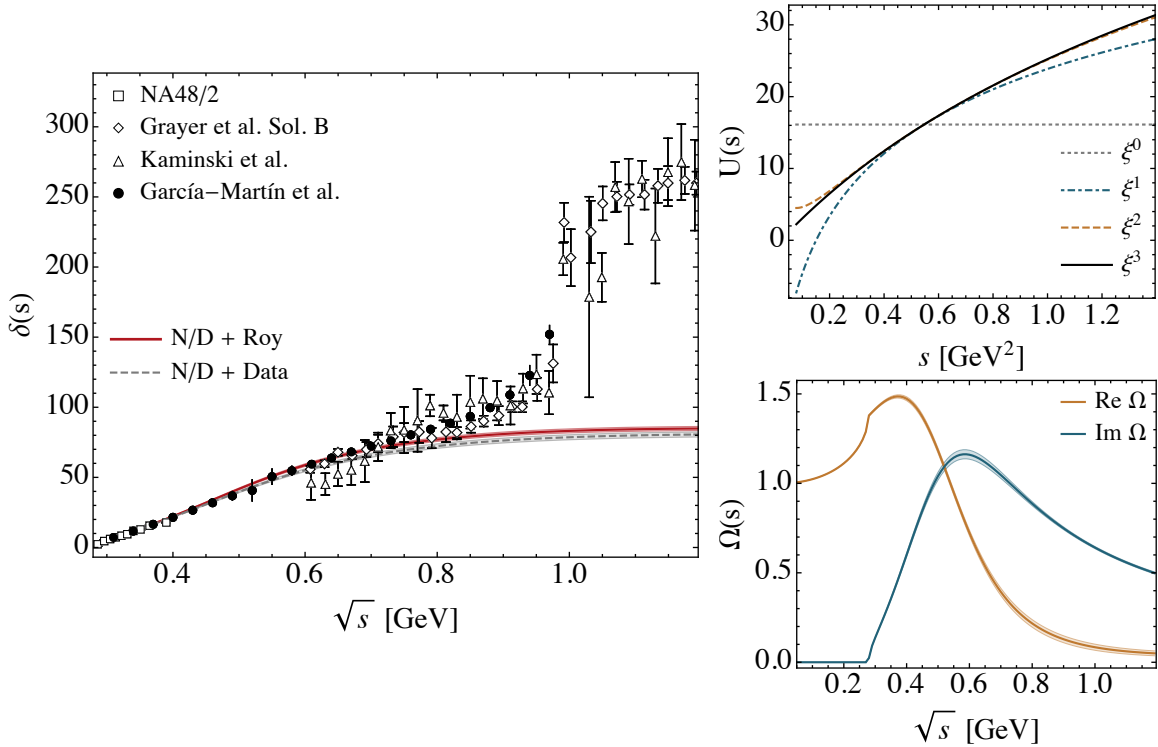 NA48/2
Grayer et al. Sol. B
Kaminski et al.
García−Martín et al.
N/D + Roy
N/D + Data
δ(s)
300
250
200
150
100
50
0
0.4 0.6 0.8 1.0
√s [GeV]
U(s)
30
20
10
0
ξ⁰
ξ¹
ξ²
ξ³
0.2 0.4 0.6 0.8 1.0 1.2
s [GeV²]
Ω(s)
1.5
1.0
0.5
0.0
Re Ω
Im Ω
0.2 0.4 0.6 0.8 1.0
√s [GeV]